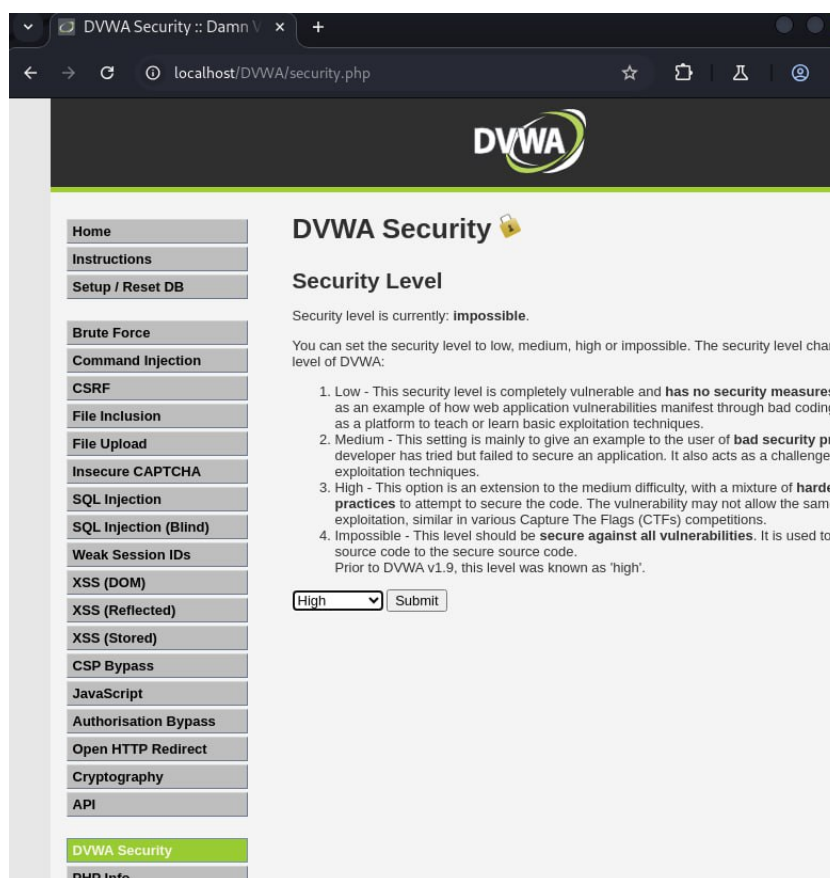 DVWA Security :: Damn V
localhost/DVWA/security.php
DVWA
Home
Instructions
Setup / Reset DB
Brute Force
Command Injection
CSRF
File Inclusion
File Upload
Insecure CAPTCHA
SQL Injection
SQL Injection (Blind)
Weak Session IDs
XSS (DOM)
XSS (Reflected)
XSS (Stored)
CSP Bypass
JavaScript
Authorisation Bypass
Open HTTP Redirect
Cryptography
API
DVWA Security
PHP Info
DVWA Security
Security Level
Security level is currently: impossible.
You can set the security level to low, medium, high or impossible. The security level cha
level of DVWA:
1. Low - This security level is completely vulnerable and has no security measures
as an example of how web application vulnerabilities manifest through bad coding
as a platform to teach or learn basic exploitation techniques.
2. Medium - This setting is mainly to give an example to the user of bad security pr
developer has tried but failed to secure an application. It also acts as a challenge
exploitation techniques.
3. High - This option is an extension to the medium difficulty, with a mixture of harde
practices to attempt to secure the code. The vulnerability may not allow the sam
exploitation, similar in various Capture The Flags (CTFs) competitions.
4. Impossible - This level should be secure against all vulnerabilities. It is used to
source code to the secure source code.
Prior to DVWA v1.9, this level was known as 'high'.
High Submit